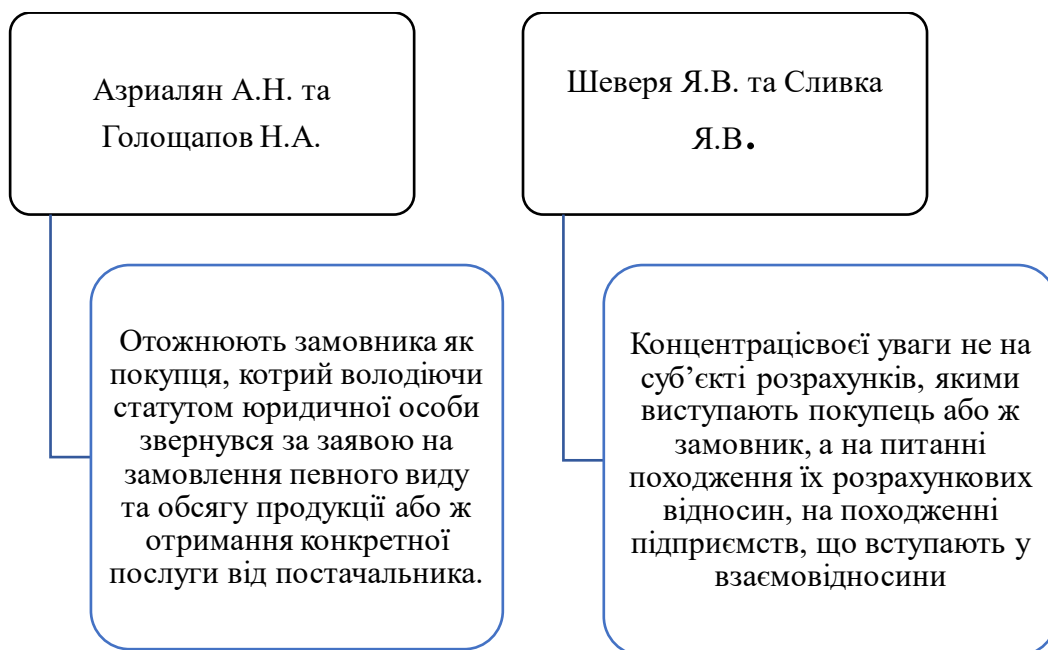 Азриалян А.Н. та
Голощапов Н.А.
Отожнюють замовника як
покупця, котрий володіючи
статутом юридичної особи
звернувся за заявою на
замовлення певного виду
та обсягу продукції або ж
отримання конкретної
послуги від постачальника.
Шеверя Я.В. та Сливка
Я.В.
Концентраціcвоєї уваги не на
суб’єкті розрахунків, якими
виступають покупець або ж
замовник, а на питанні
походження їх розрахункових
відносин, на походженні
підприємств, що вступають у
взаємовідносини